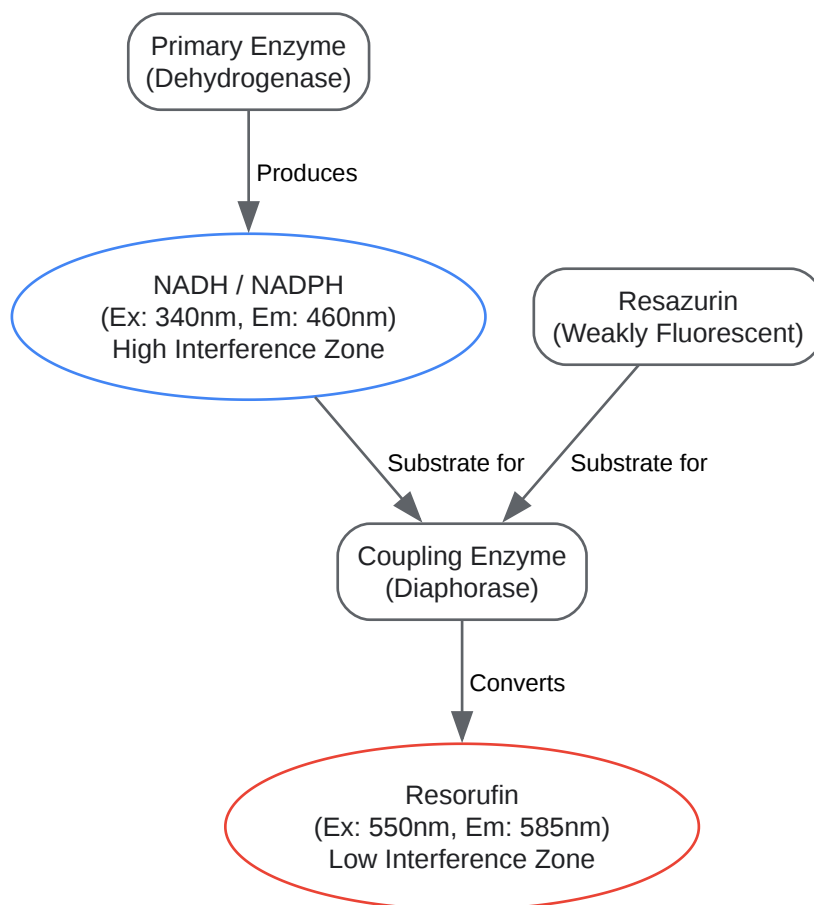 Primary Enzyme
(Dehydrogenase)
Produces
NADH / NADPH
(Ex: 340nm, Em: 460nm)
High Interference Zone
Resazurin
(Weakly Fluorescent)
Substrate for
Substrate for
Coupling Enzyme
(Diaphorase)
Converts
Resorufin
(Ex: 550nm, Em: 585nm)
Low Interference Zone